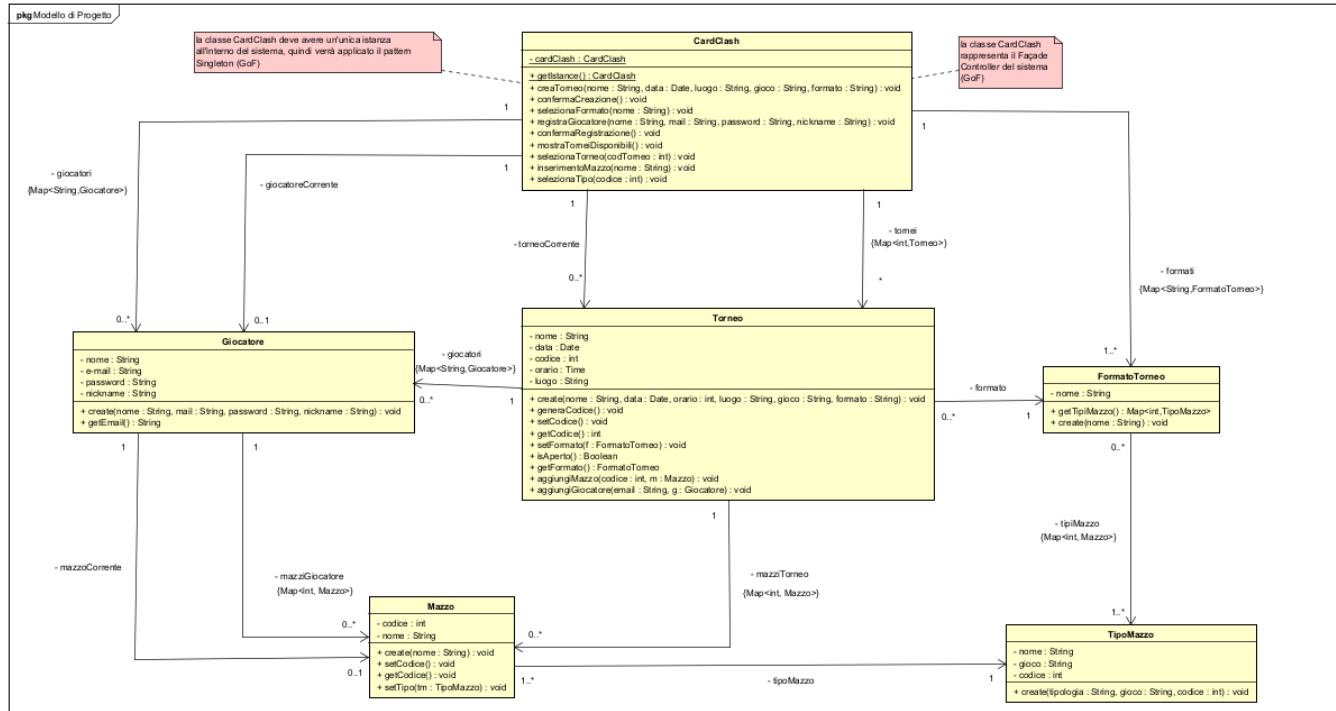 pkg Modello di Progetto
la classe CardClash deve avere un'unica istanza
all'interno del sistema, quindi verrà applicato il pattern
Singleton (GoF)
CardClash
- cardClash : CardClash
+ getIstance() : CardClash
+ creaTorneo(nome : String, data : Date, luogo : String, gioco : String, formato : String) : void
+ confermaCreazione() : void
+ selezionaFormato(nome : String) : void
+ registraGiocatore(nome : String, mail : String, password : String, nickname : String) : void
+ confermaRegistrazione() : void
+ mostraTorneiDisponibili() : void
+ selezionaTorneo(codTorneo : int) : void
+ inserimentoMazzo(nome : String) : void
+ selezionaTipo(codice : int) : void
la classe CardClash
rappresenta il Façade
Controller del sistema
(GoF)
1
1
1
1
1
- giocatori
{Map<String,Giocatore>}
- giocatoreCorrente
- torneoCorrente
- tornei
{Map<int,Torneo>}
- formati
{Map<String,FormatoTorneo>}
0..*
0..1
0..*
*
1..*
Giocatore
- nome : String
- e-mail : String
- password : String
- nickname : String
+ create(nome : String, mail : String, password : String, nickname : String) : void
+ getEmail() : String
- giocatori
{Map<String,Giocatore>}
0..*
1
Torneo
- nome : String
- data : Date
- codice : int
- orario : Time
- luogo : String
+ create(nome : String, data : Date, orario : int, luogo : String, gioco : String, formato : String) : void
+ generaCodice() : void
+ setCodice() : void
+ getCodice() : int
+ setFormato(f : FormatoTorneo) : void
+ isAperto() : Boolean
+ getFormato() : FormatoTorneo
+ aggiungiMazzo(codice : int, m : Mazzo) : void
+ aggiungiGiocatore(email : String, g : Giocatore) : void
- formato
0..*
1
FormatoTorneo
- nome : String
+ getTipiMazzo() : Map<int,TipoMazzo>
+ create(nome : String) : void
1
1
1
0..*
- mazzoCorrente
- mazziGiocatore
{Map<int, Mazzo>}
- mazziTorneo
{Map<int, Mazzo>}
- tipiMazzo
{Map<int, Mazzo>}
0..*
0..1
0..*
1..*
Mazzo
- codice : int
- nome : String
+ create(nome : String) : void
+ setCodice() : void
+ getCodice() : void
+ setTipo(tm : TipoMazzo) : void
1..*
- tipoMazzo
1
TipoMazzo
- nome : String
- gioco : String
- codice : int
+ create(tipologia : String, gioco : String, codice : int) : void